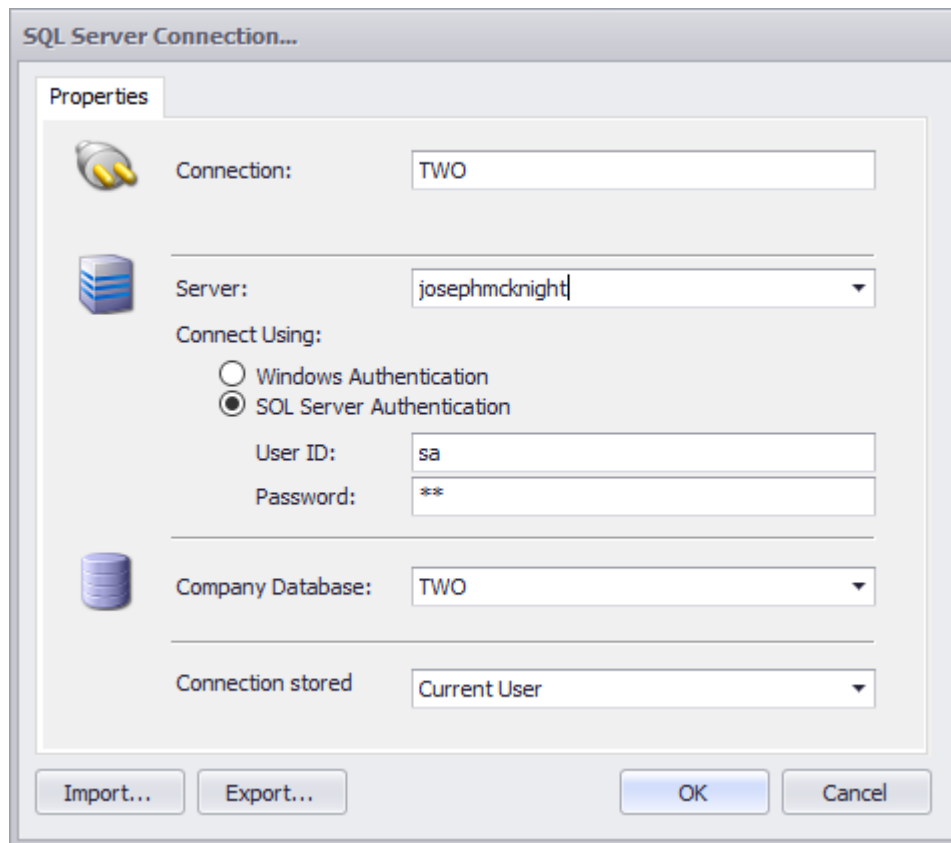 SQL Server Connection...
Properties
Connection: TWO
Server: josephmcknight
Connect Using:
Windows Authentication
SQL Server Authentication
User ID: sa
Password: **
Company Database: TWO
Connection stored Current User
Import... Export... OK Cancel